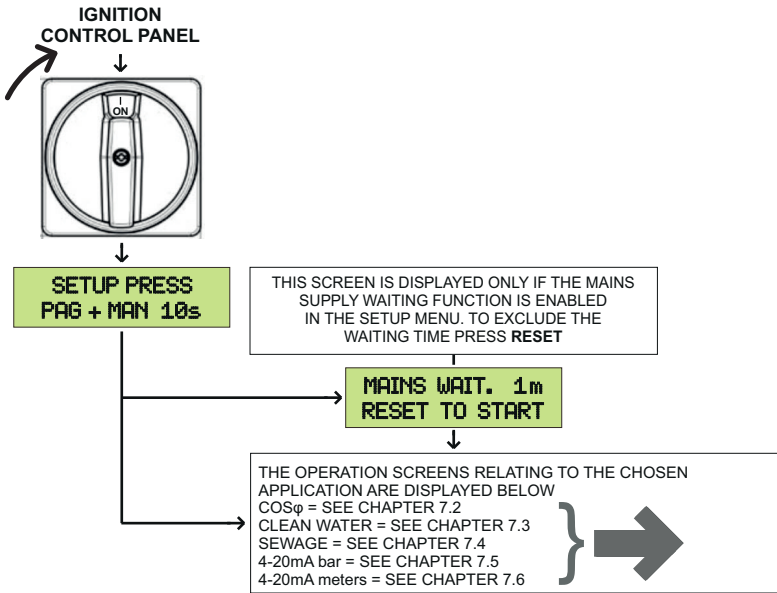 IGNITION
CONTROL PANEL
I
ON
SETUP PRESS
PAG + MAN 10s
THIS SCREEN IS DISPLAYED ONLY IF THE MAINS
SUPPLY WAITING FUNCTION IS ENABLED
IN THE SETUP MENU. TO EXCLUDE THE
WAITING TIME PRESS RESET
MAINS WAIT. 1m
RESET TO START
THE OPERATION SCREENS RELATING TO THE CHOSEN
APPLICATION ARE DISPLAYED BELOW
COSφ = SEE CHAPTER 7.2
CLEAN WATER = SEE CHAPTER 7.3
SEWAGE = SEE CHAPTER 7.4
4-20mA bar = SEE CHAPTER 7.5
4-20mA meters = SEE CHAPTER 7.6